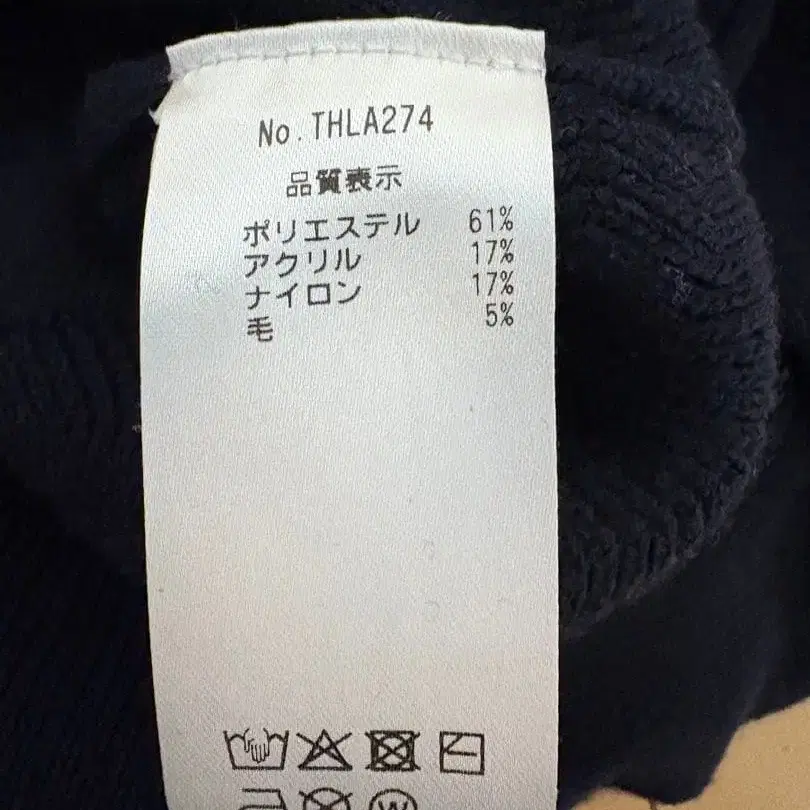 No.THLA274
品質表示
ポリエステル 61%
アクリル 17%
ナイロン 17%
毛 5%
W